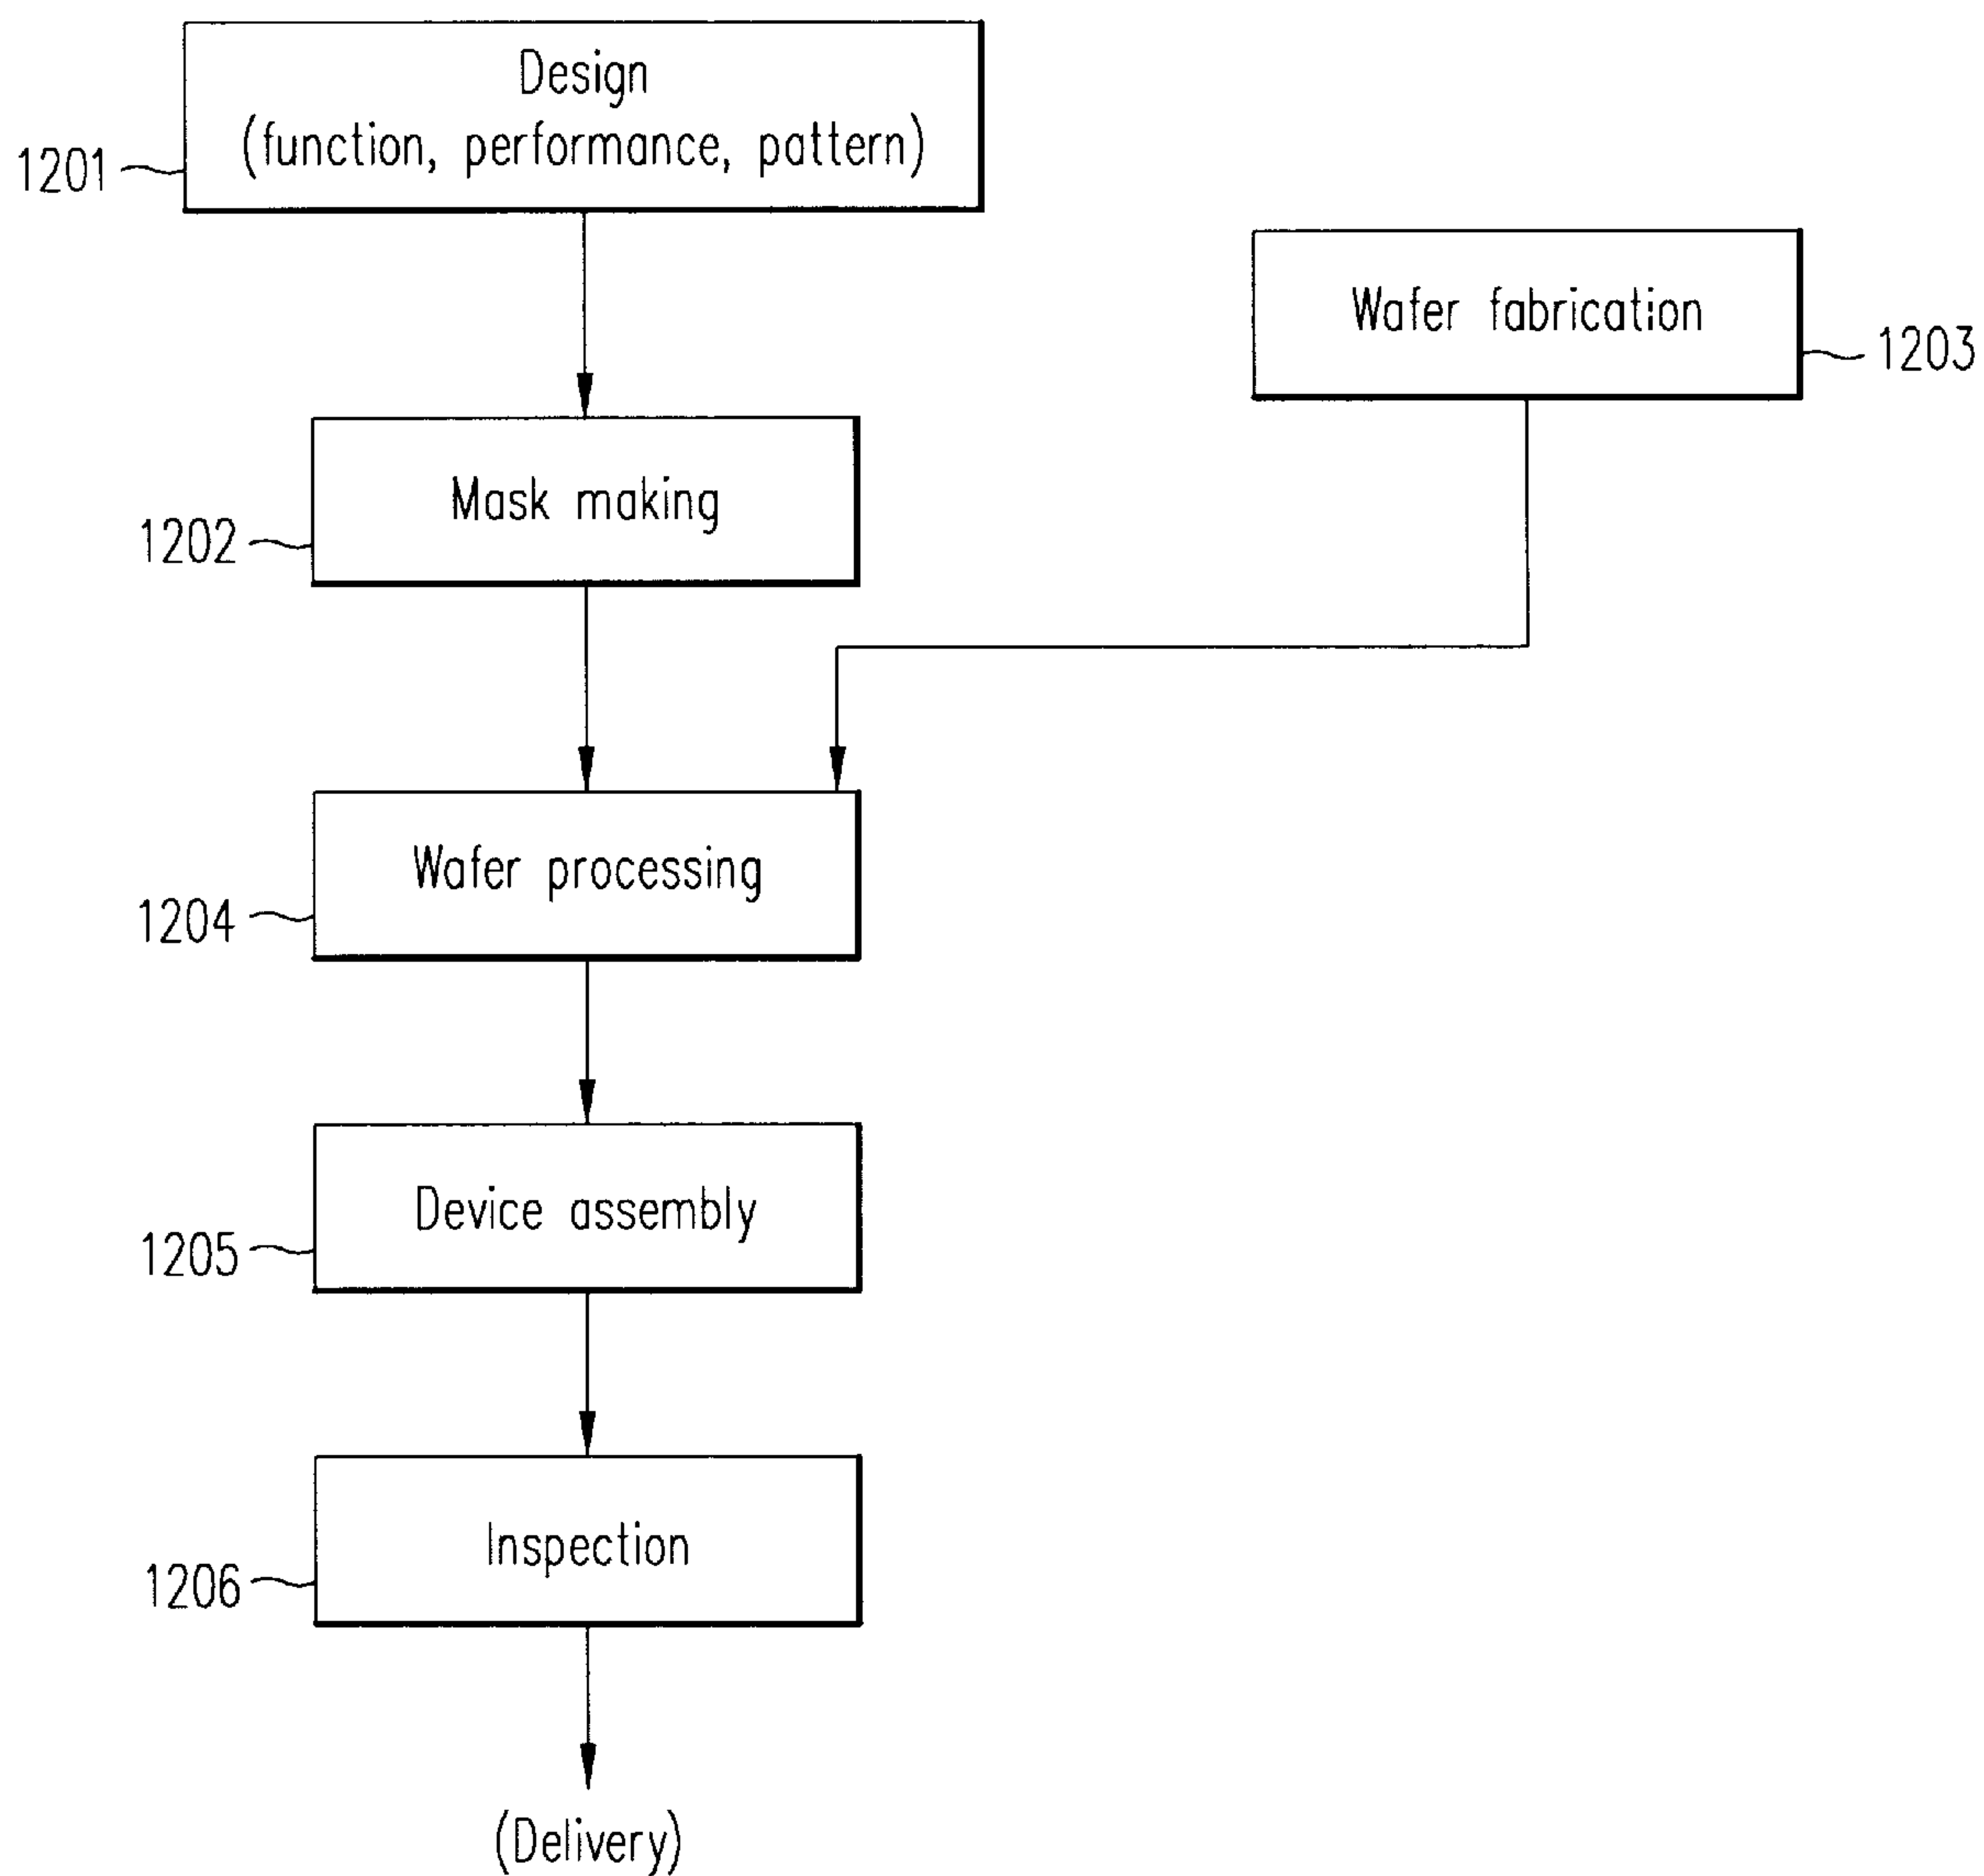 Design
(function, performance, pattern)
1201
Wafer fabrication
1203
Mask making
1202
Wafer processing
1204
Device assembly
1205
Inspection
1206
(Delivery)